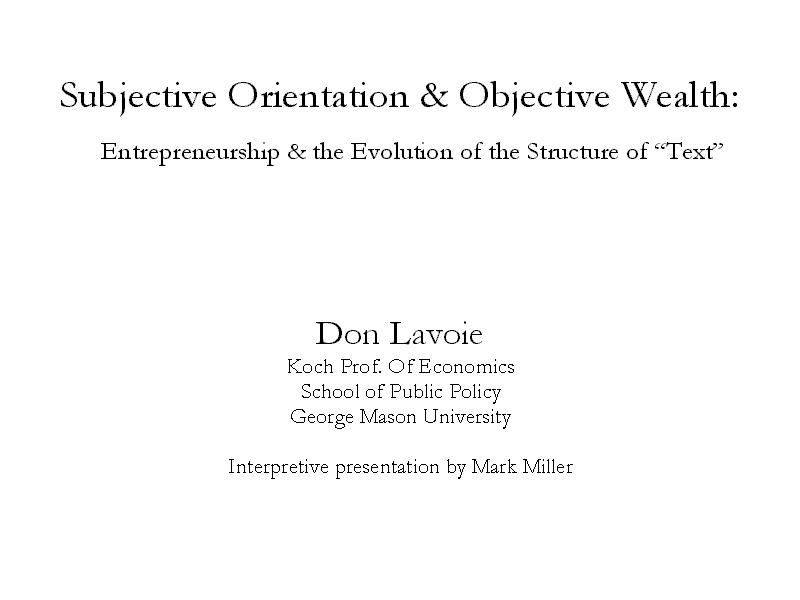 Subjective Orientation & Objective Wealth:
Entrepreneurship & the Evolution of the Structure of “Text”
Don Lavoie
Koch Prof. Of Economics
School of Public Policy
George Mason University
Interpretive presentation by Mark Miller